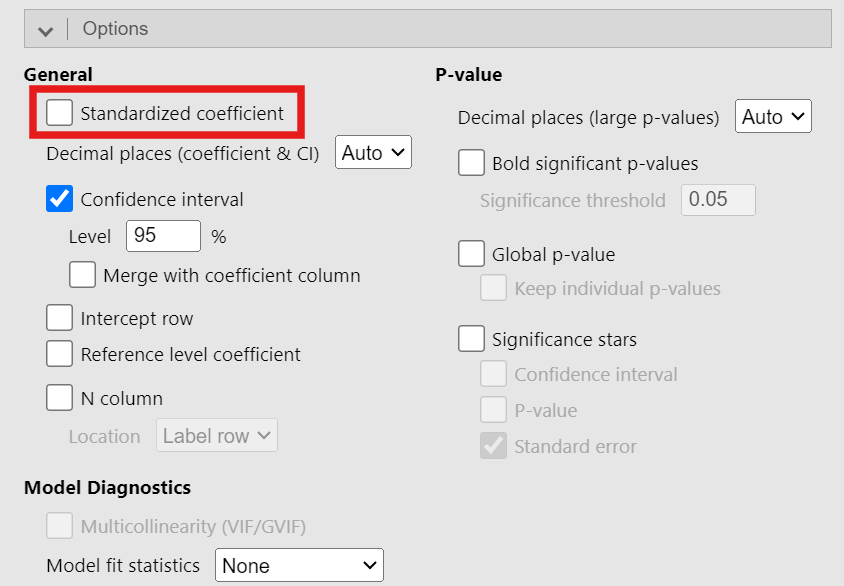 Options
General
Standardized coefficient
Decimal places (coefficient & CI) Auto
Confidence interval
Level 95 %
Merge with coefficient column
Intercept row
Reference level coefficient
N column
Location Label row
Model Diagnostics
Multicollinearity (VIF/GVIF)
Model fit statistics None
P-value
Decimal places (large p-values) Auto
Bold significant p-values
Significance threshold 0.05
Global p-value
Keep individual p-values
Significance stars
Confidence interval
P-value
Standard error